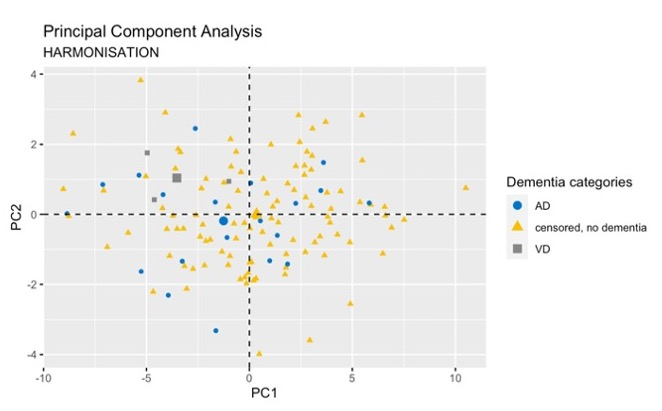 Principal Component Analysis
HARMONISATION
4
2
0
-2
-4
PC2
-10
-5
0
5
10
PC1
Dementia categories
AD
censored, no dementia
VD